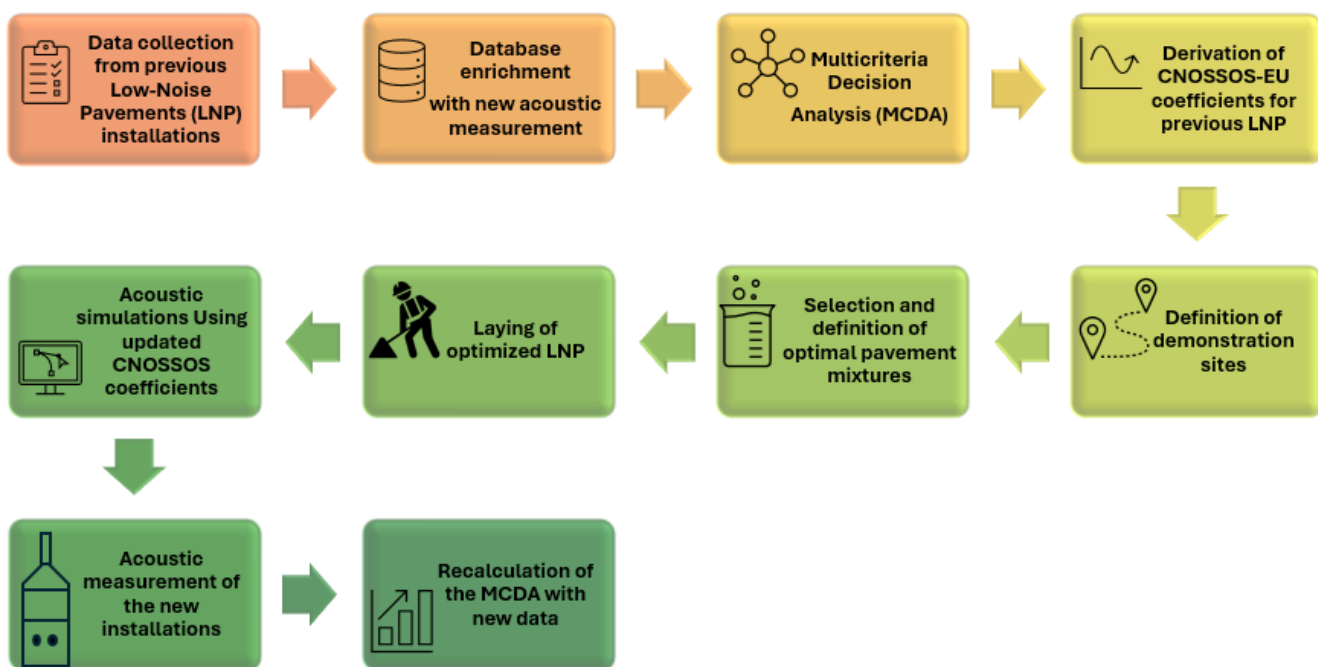 Data collection
from previous
Low-Noise
Pavements (LNP)
installations
Database
enrichment
with new acoustic
measurement
Multicriteria
Decision
Analysis (MCDA)
Derivation of
CNOSSOS-EU
coefficients for
previous LNP
Definition of
demonstration
sites
Selection and
definition of
optimal pavement
mixtures
Laying of
optimized LNP
Acoustic
simulations Using
updated
CNOSSOS
coefficients
Acoustic
measurement of
the new
installations
Recalculation of
the MCDA with
new data